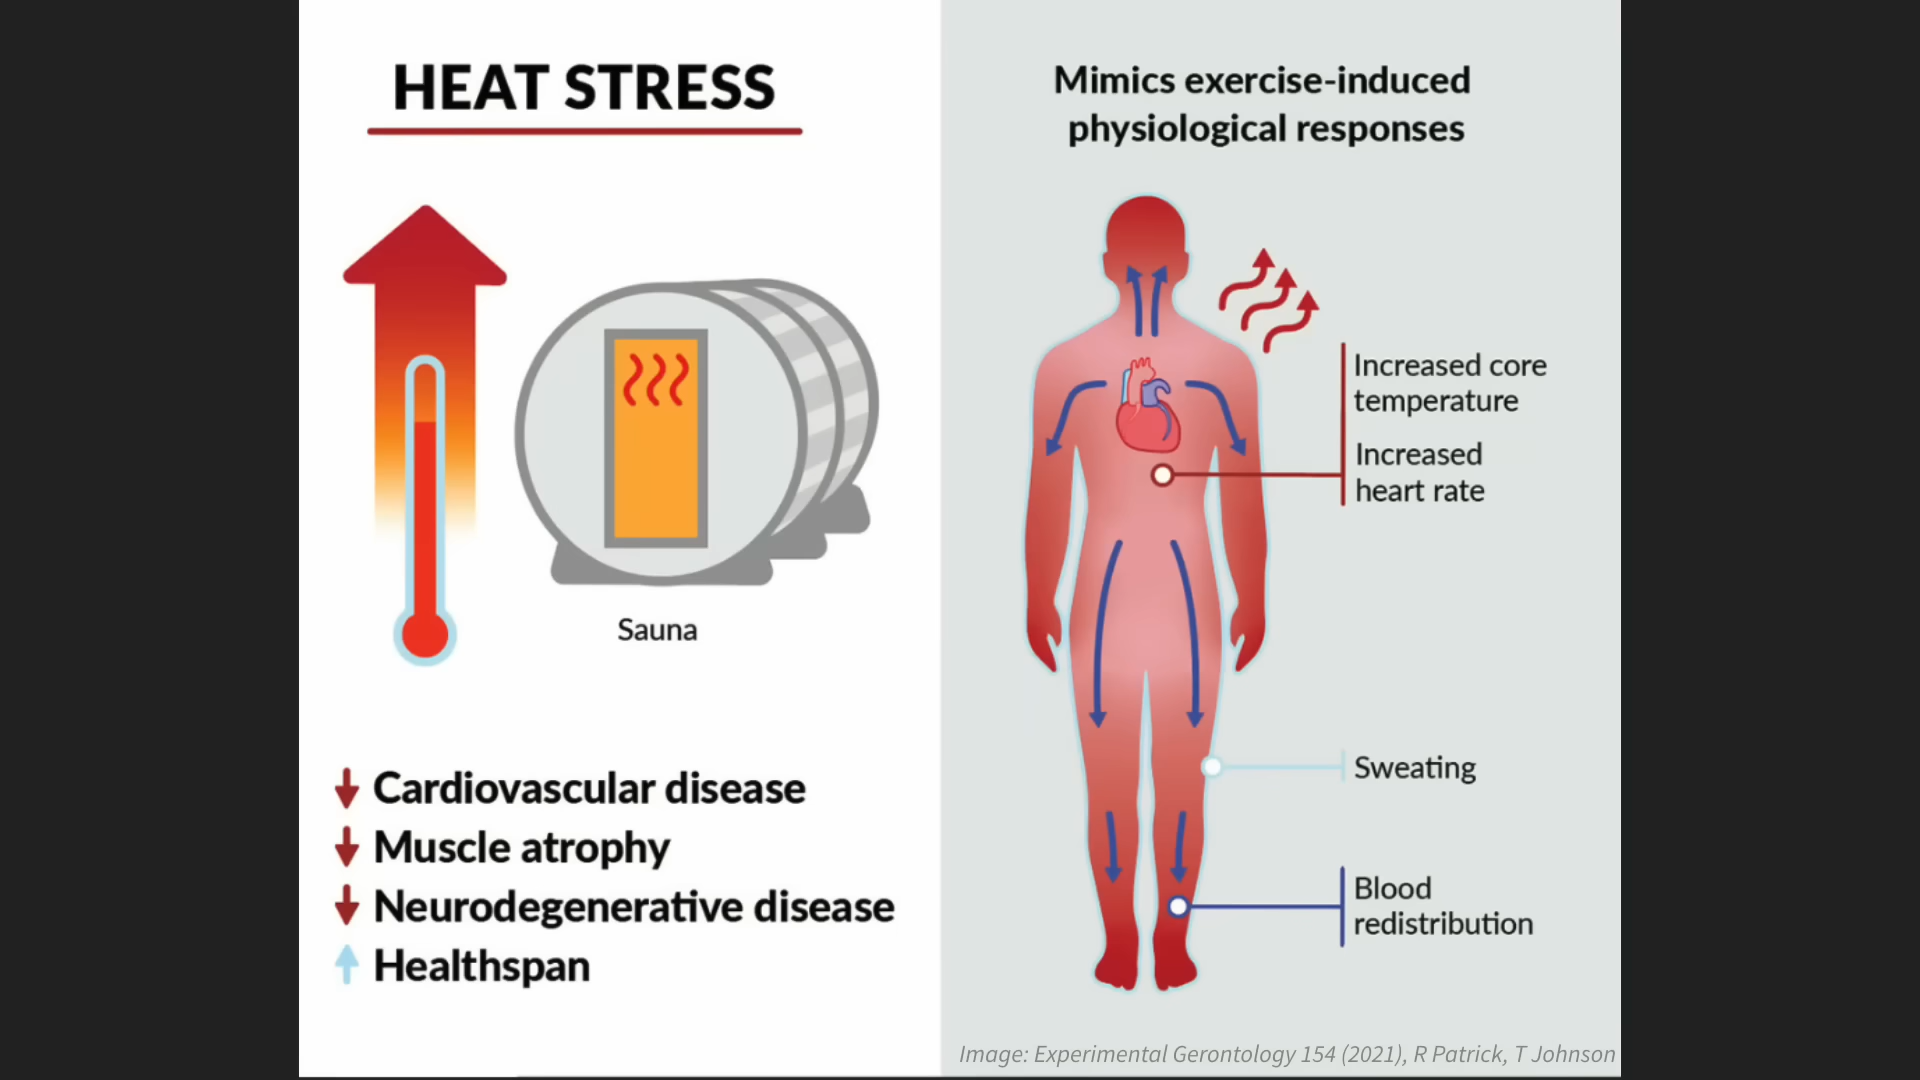 HEAT STRESS
Sauna
Cardiovascular disease
Muscle atrophy
Neurodegenerative disease
Healthspan
Mimics exercise-induced
physiological responses
Increased core
temperature
Increased
heart rate
Sweating
Blood
redistribution
Image: Experimental Gerontology 154 (2021), R Patrick, T Johnson